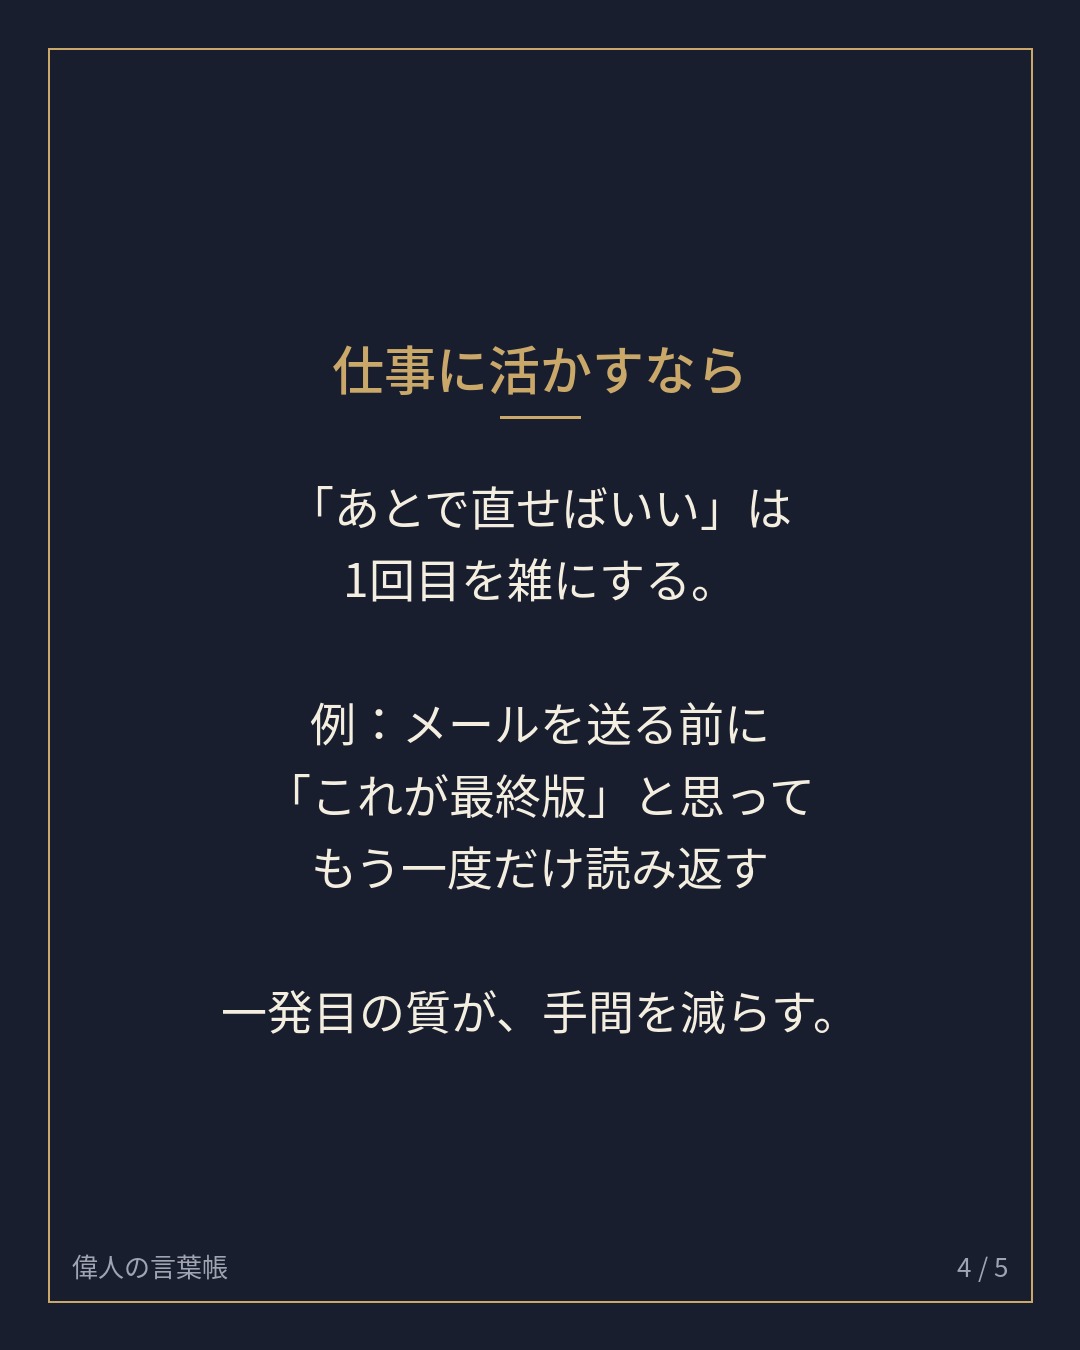 仕事に活かすなら
「あとで直せばいい」は
1回目を雑にする。
例：メールを送る前に
「これが最終版」と思って
もう一度だけ読み返す
一発目の質が、手間を減らす。
偉人の言葉帳
4 / 5